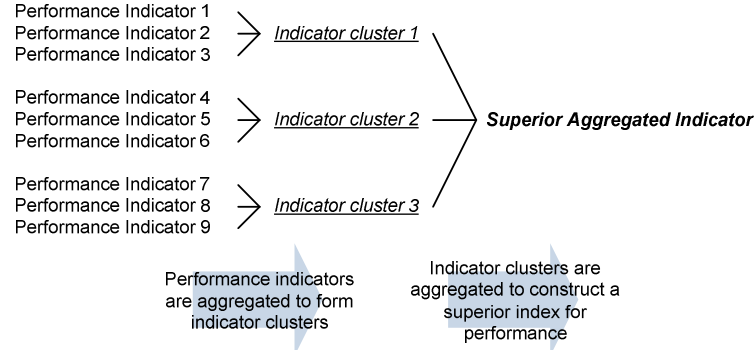 Performance Indicator 1
Performance Indicator 2
Performance Indicator 3
Indicator cluster 1
Performance Indicator 4
Performance Indicator 5
Performance Indicator 6
Indicator cluster 2
Superior Aggregated Indicator
Performance Indicator 7
Performance Indicator 8
Performance Indicator 9
Indicator cluster 3
Performance indicators
are aggregated to form
indicator clusters
Indicator clusters are
aggregated to construct a
superior index for
performance